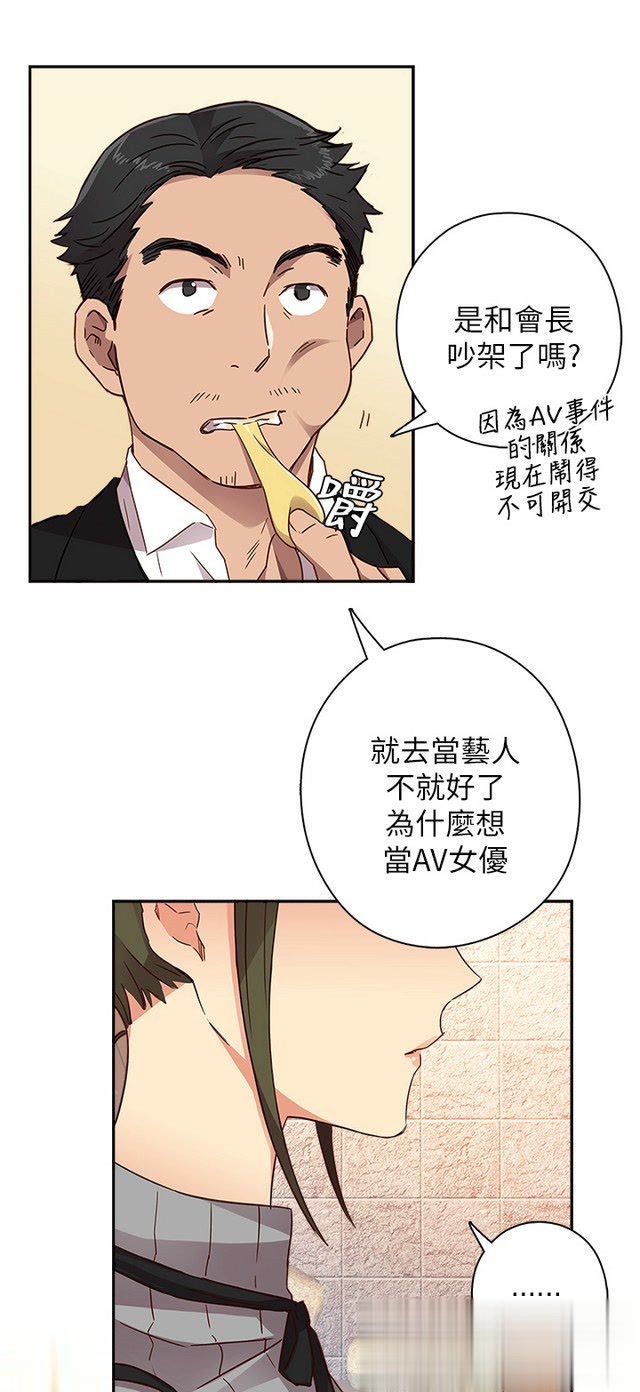 是和會長
吵架了嗎?
因為AV事件
的關係
現在鬧得
不可開交
嚼
就去當藝人
不就好了
為什麼想
當AV女優
……